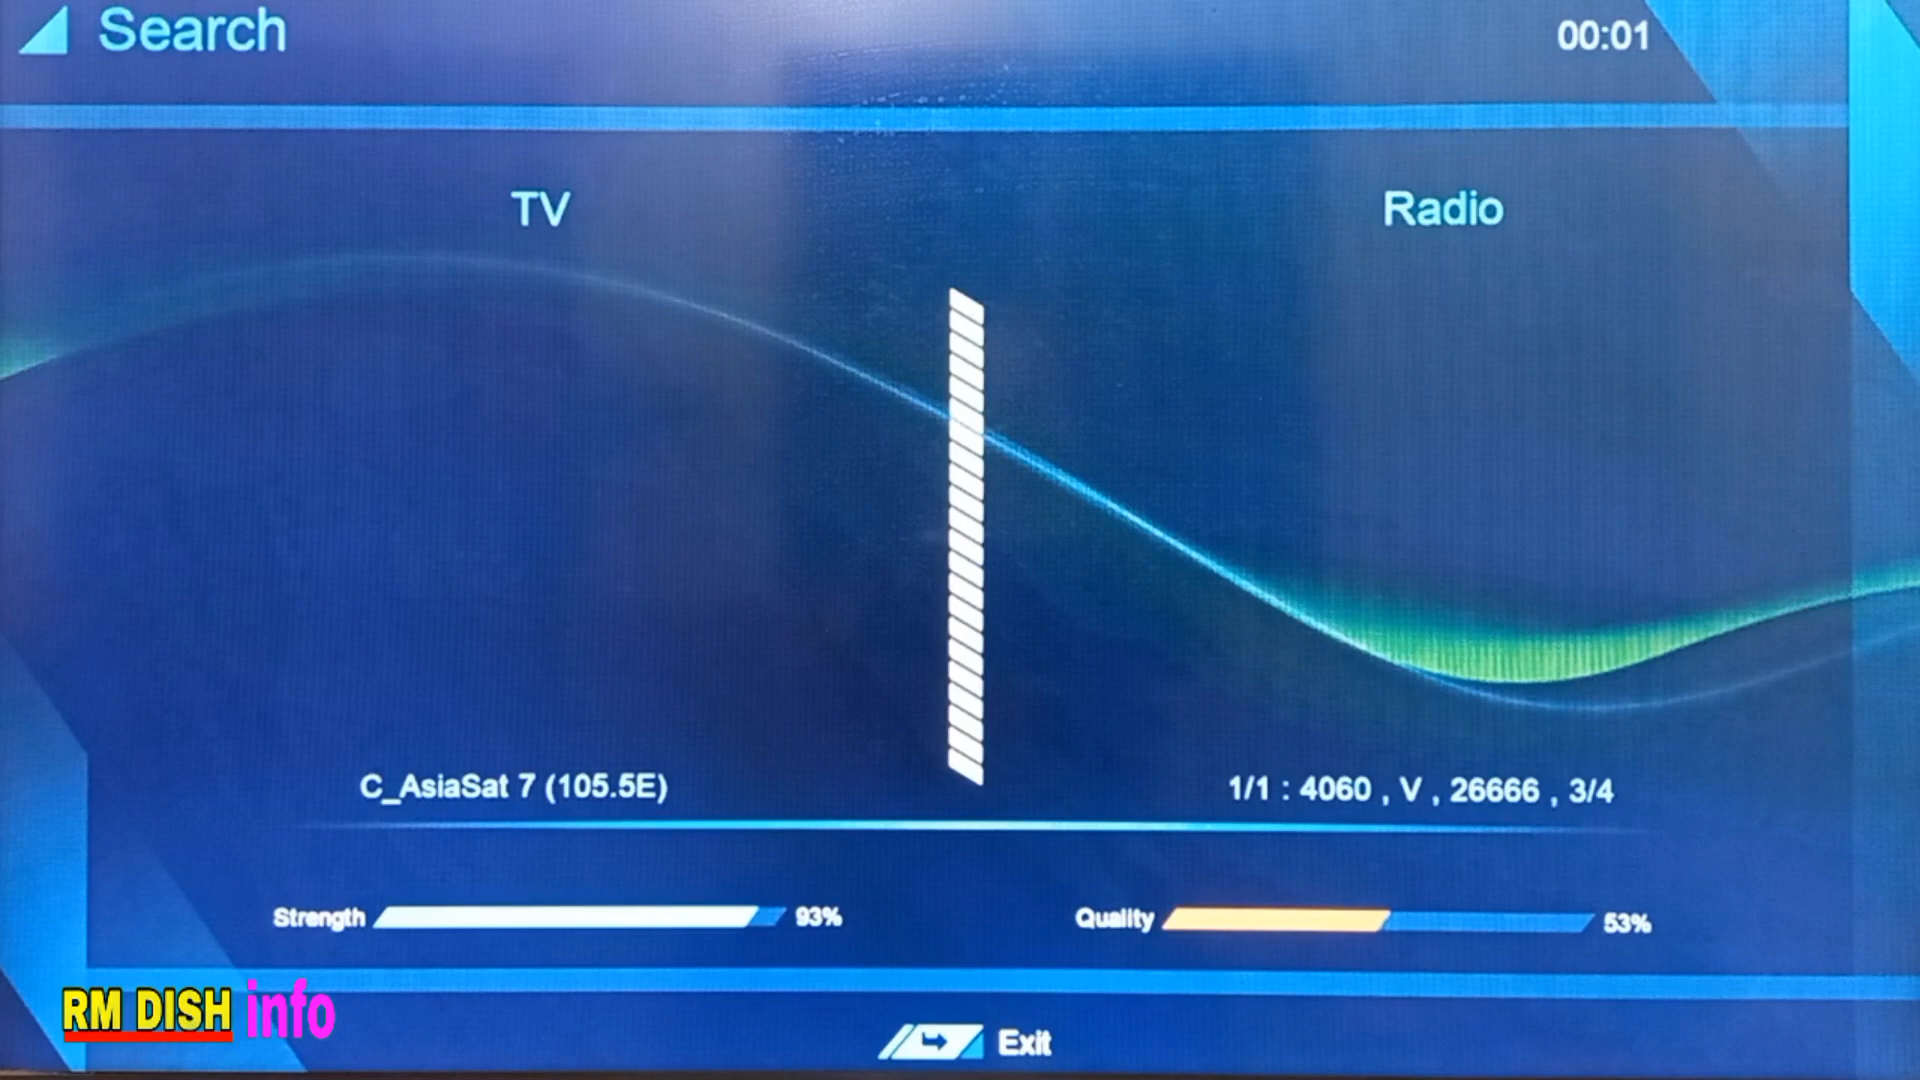 Search
00:01
TV
Radio
C_AsiaSat 7 (105.5E)
1/1 : 4060 , V , 26666 , 3/4
Strength 93%
Quality 53%
RM DISH info
Exit